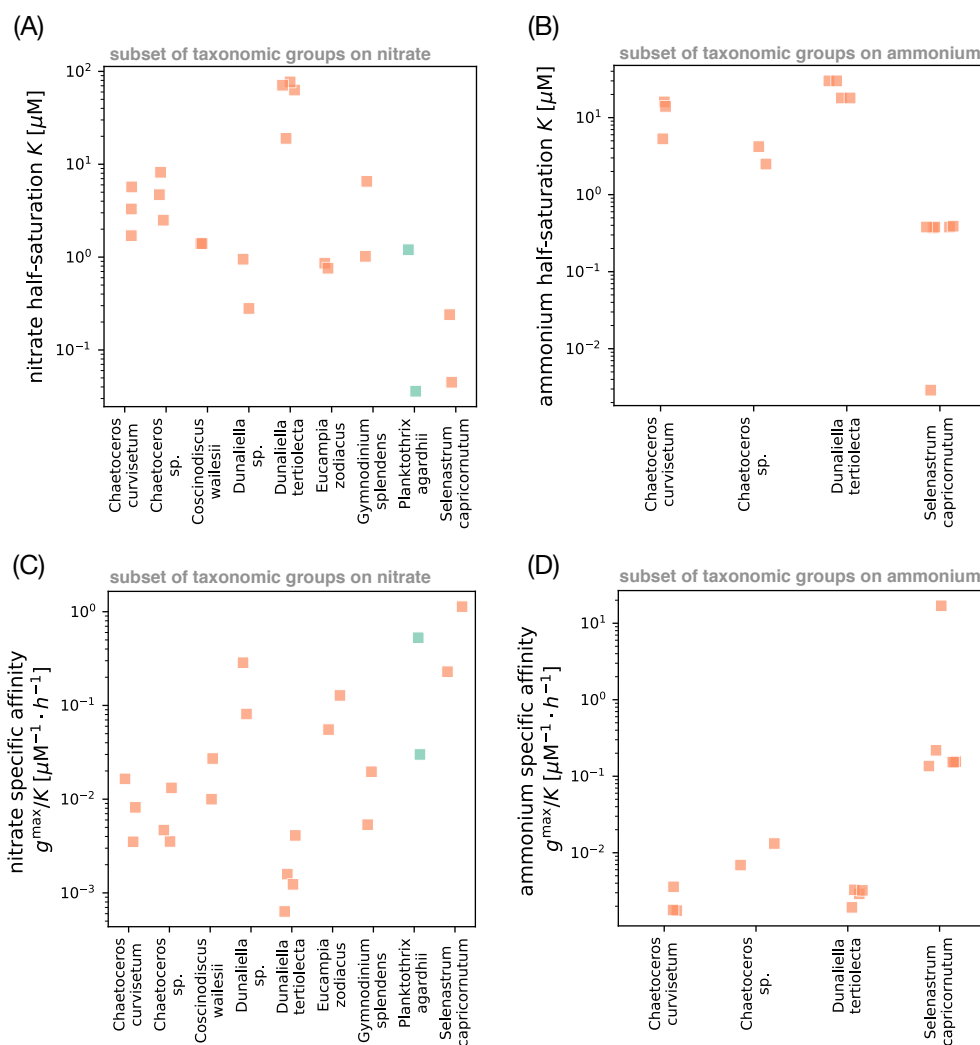 (A)
subset of taxonomic groups on nitrate
nitrate half-saturation K [μM]
10²
10¹
10⁰
10⁻¹
Chaetoceros
curvisetum
Chaetoceros
sp.
Coscinodiscus
wailesii
Dunaliella
sp.
Dunaliella
tertiolecta
Eucampia
zodiacus
Gymnodinium
splendens
Planktothrix
agardhii
Selenastrum
capricornutum
(B)
subset of taxonomic groups on ammonium
ammonium half-saturation K [μM]
10¹
10⁰
10⁻¹
10⁻²
Chaetoceros
curvisetum
Chaetoceros
sp.
Dunaliella
tertiolecta
Selenastrum
capricornutum
(C)
subset of taxonomic groups on nitrate
nitrate specific affinity
gᵐᵃˣ/K [μM⁻¹ · h⁻¹]
10⁰
10⁻¹
10⁻²
10⁻³
Chaetoceros
curvisetum
Chaetoceros
sp.
Coscinodiscus
wailesii
Dunaliella
sp.
Dunaliella
tertiolecta
Eucampia
zodiacus
Gymnodinium
splendens
Planktothrix
agardhii
Selenastrum
capricornutum
(D)
subset of taxonomic groups on ammonium
ammonium specific affinity
gᵐᵃˣ/K [μM⁻¹ · h⁻¹]
10¹
10⁰
10⁻¹
10⁻²
Chaetoceros
curvisetum
Chaetoceros
sp.
Dunaliella
tertiolecta
Selenastrum
capricornutum